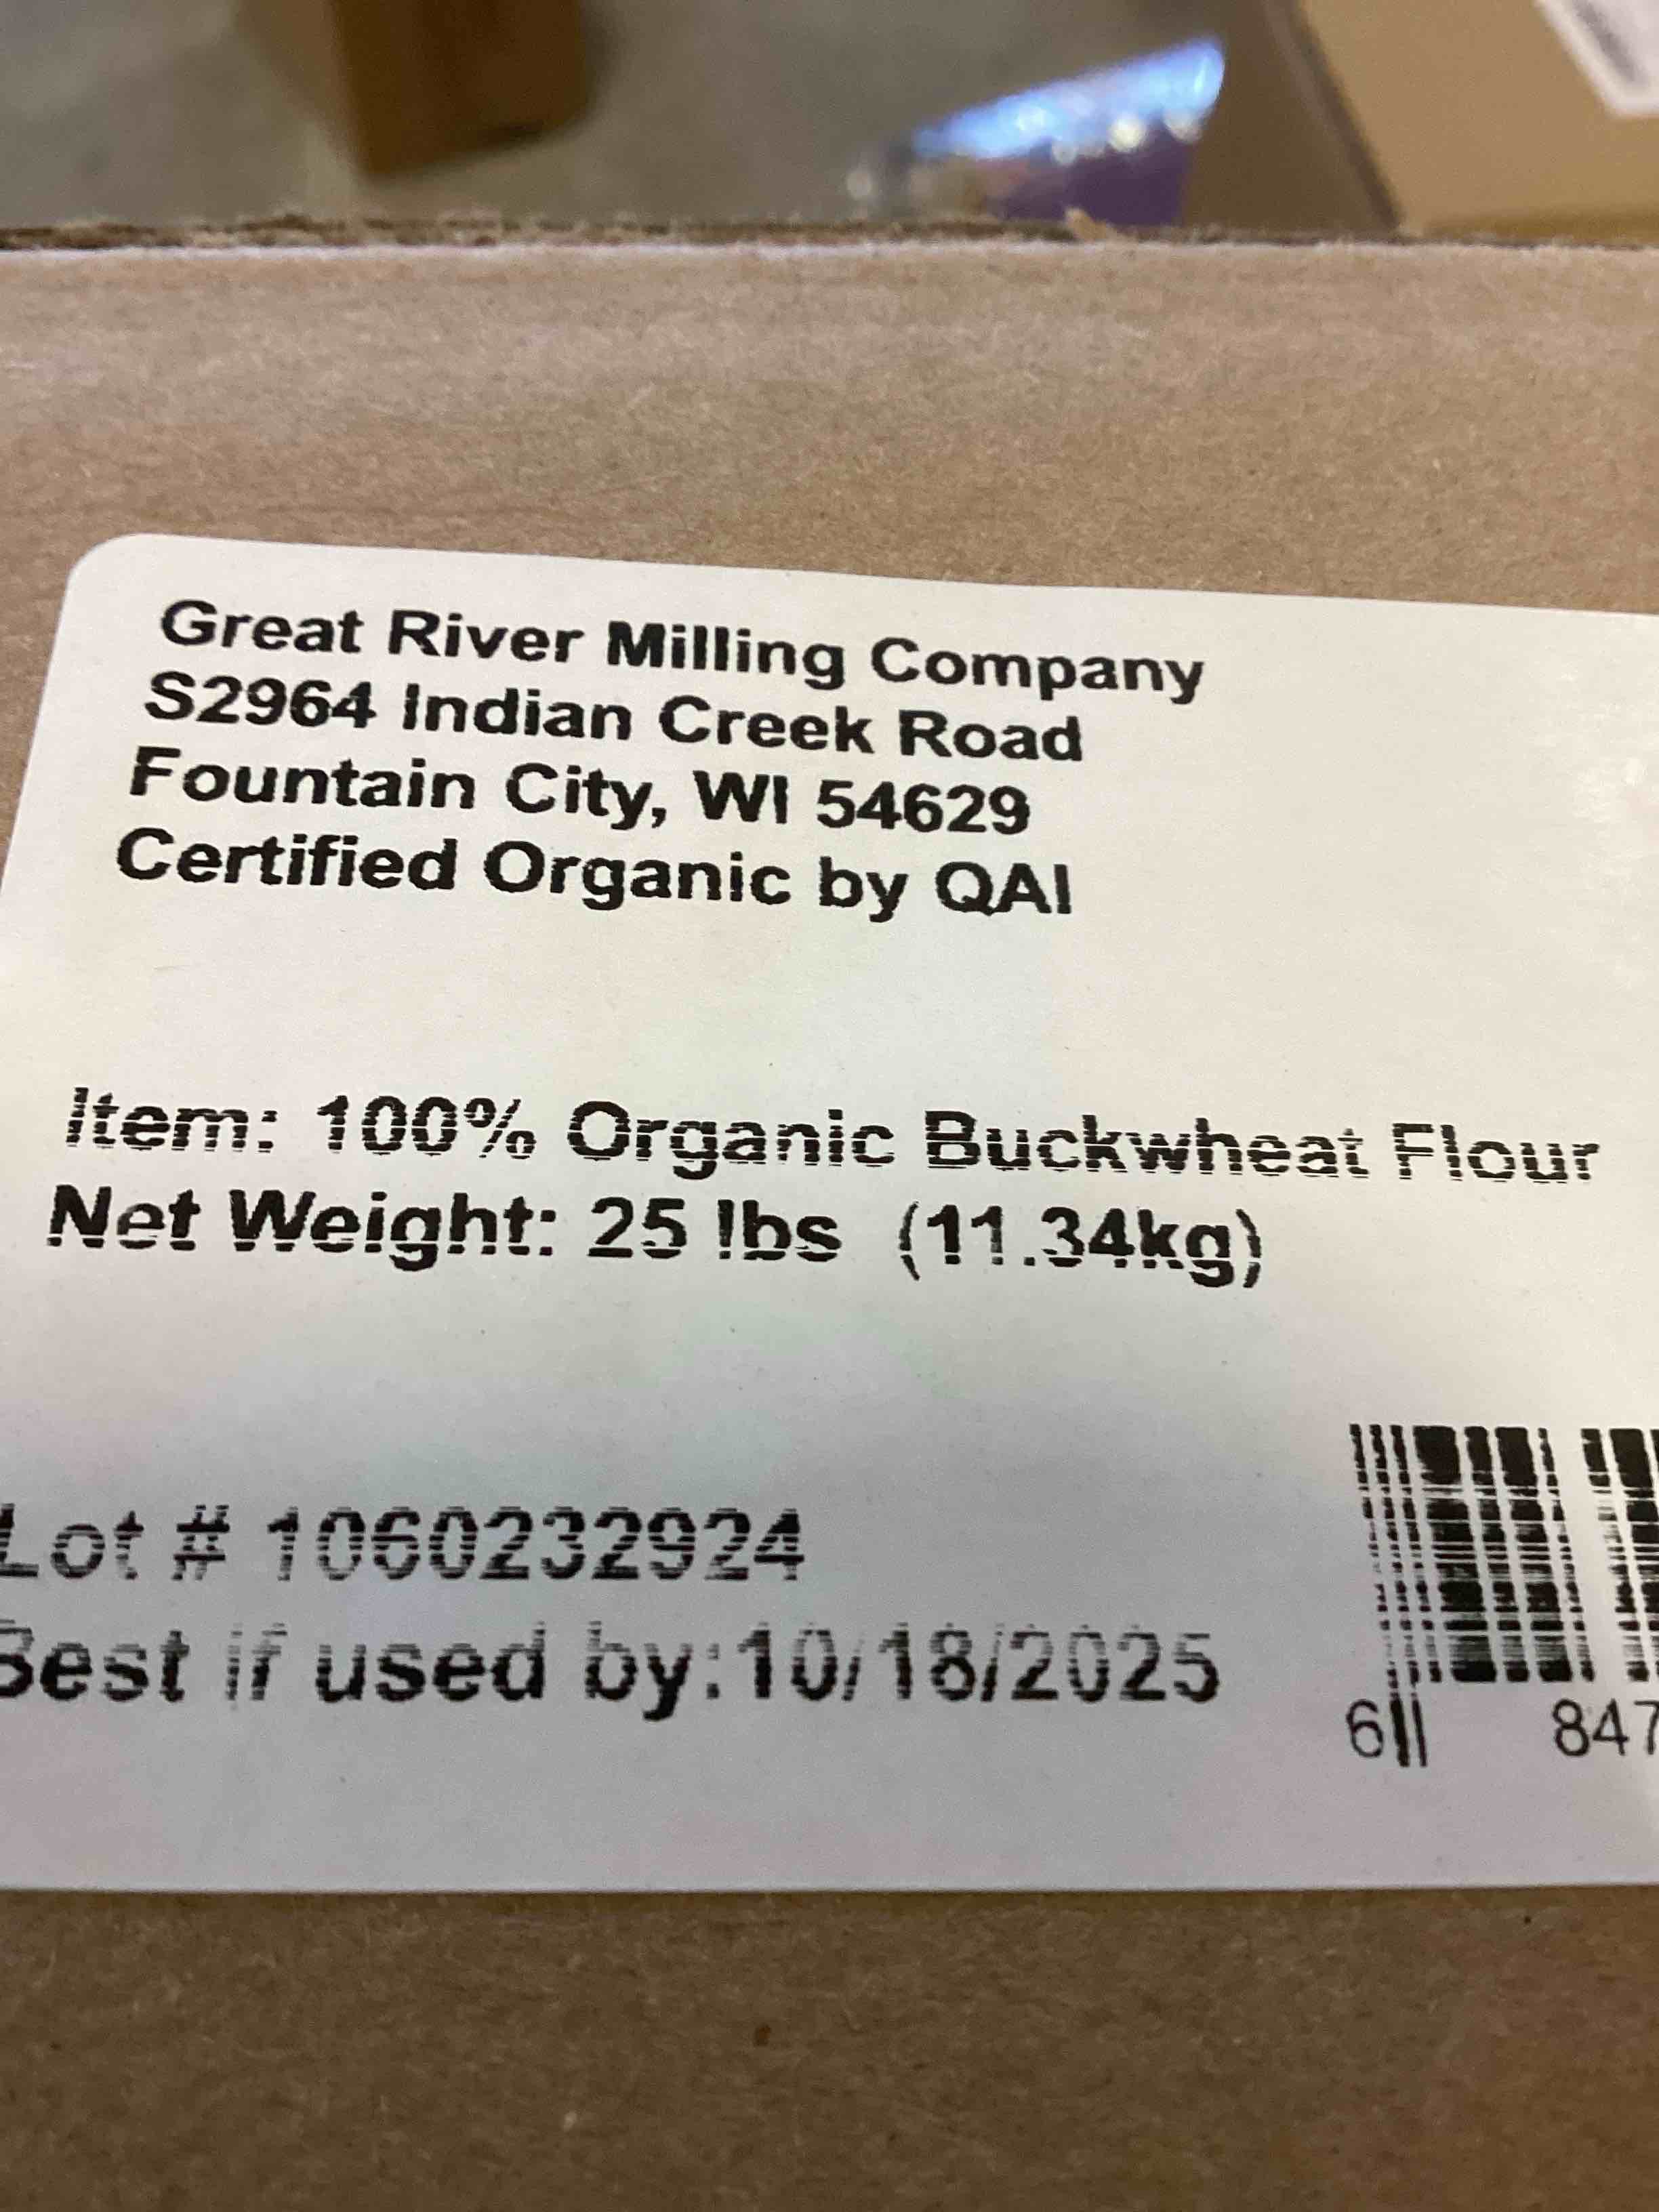 Great River Milling Company
S2964 Indian Creek Road
Fountain City, WI 54629
Certified Organic by QAI
Item: 100% Organic Buckwheat Flour
Net Weight: 25 lbs (11.34kg)
Lot # 1060232924
Best if used by:10/18/2025
6 847